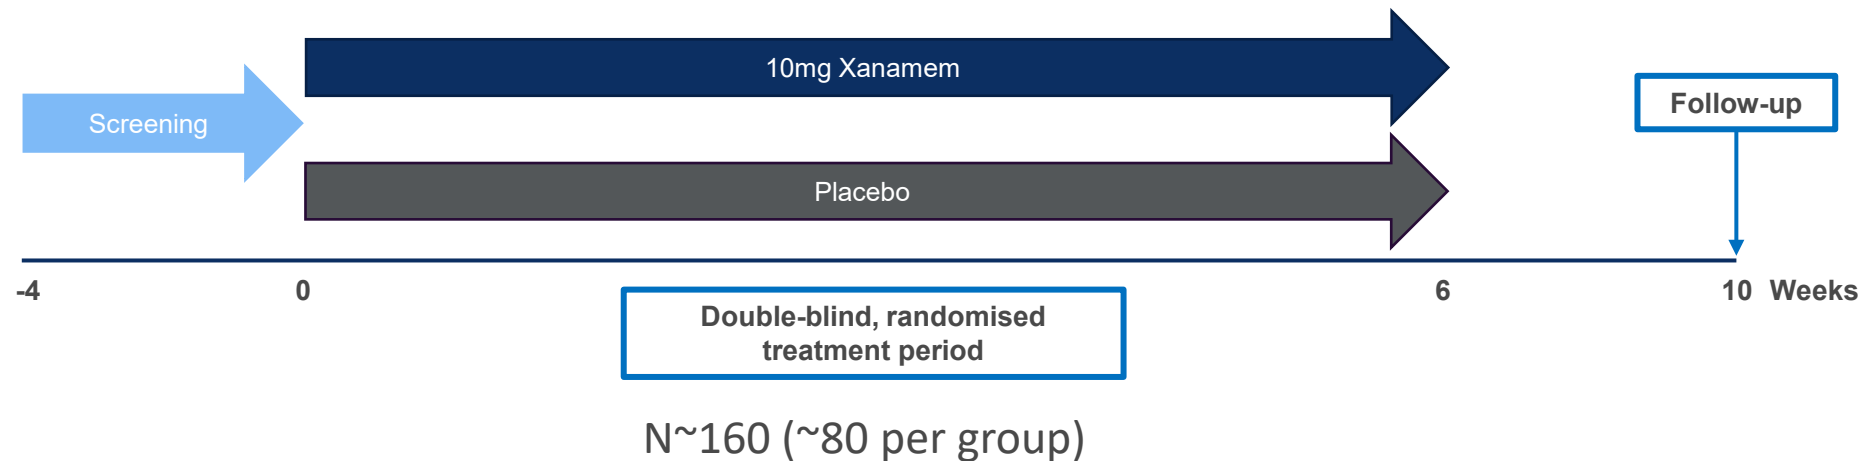 10mg Xanamem
Screening
Follow-up
Placebo
-4 0 6 10 Weeks
Double-blind, randomised
treatment period
N~160 (~80 per group)